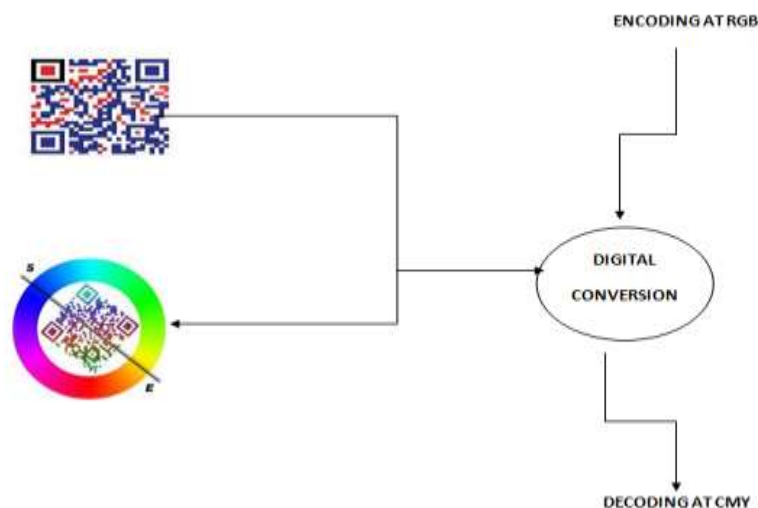 ENCODING AT RGB
DIGITAL
CONVERSION
S
E
DECODING AT CMY